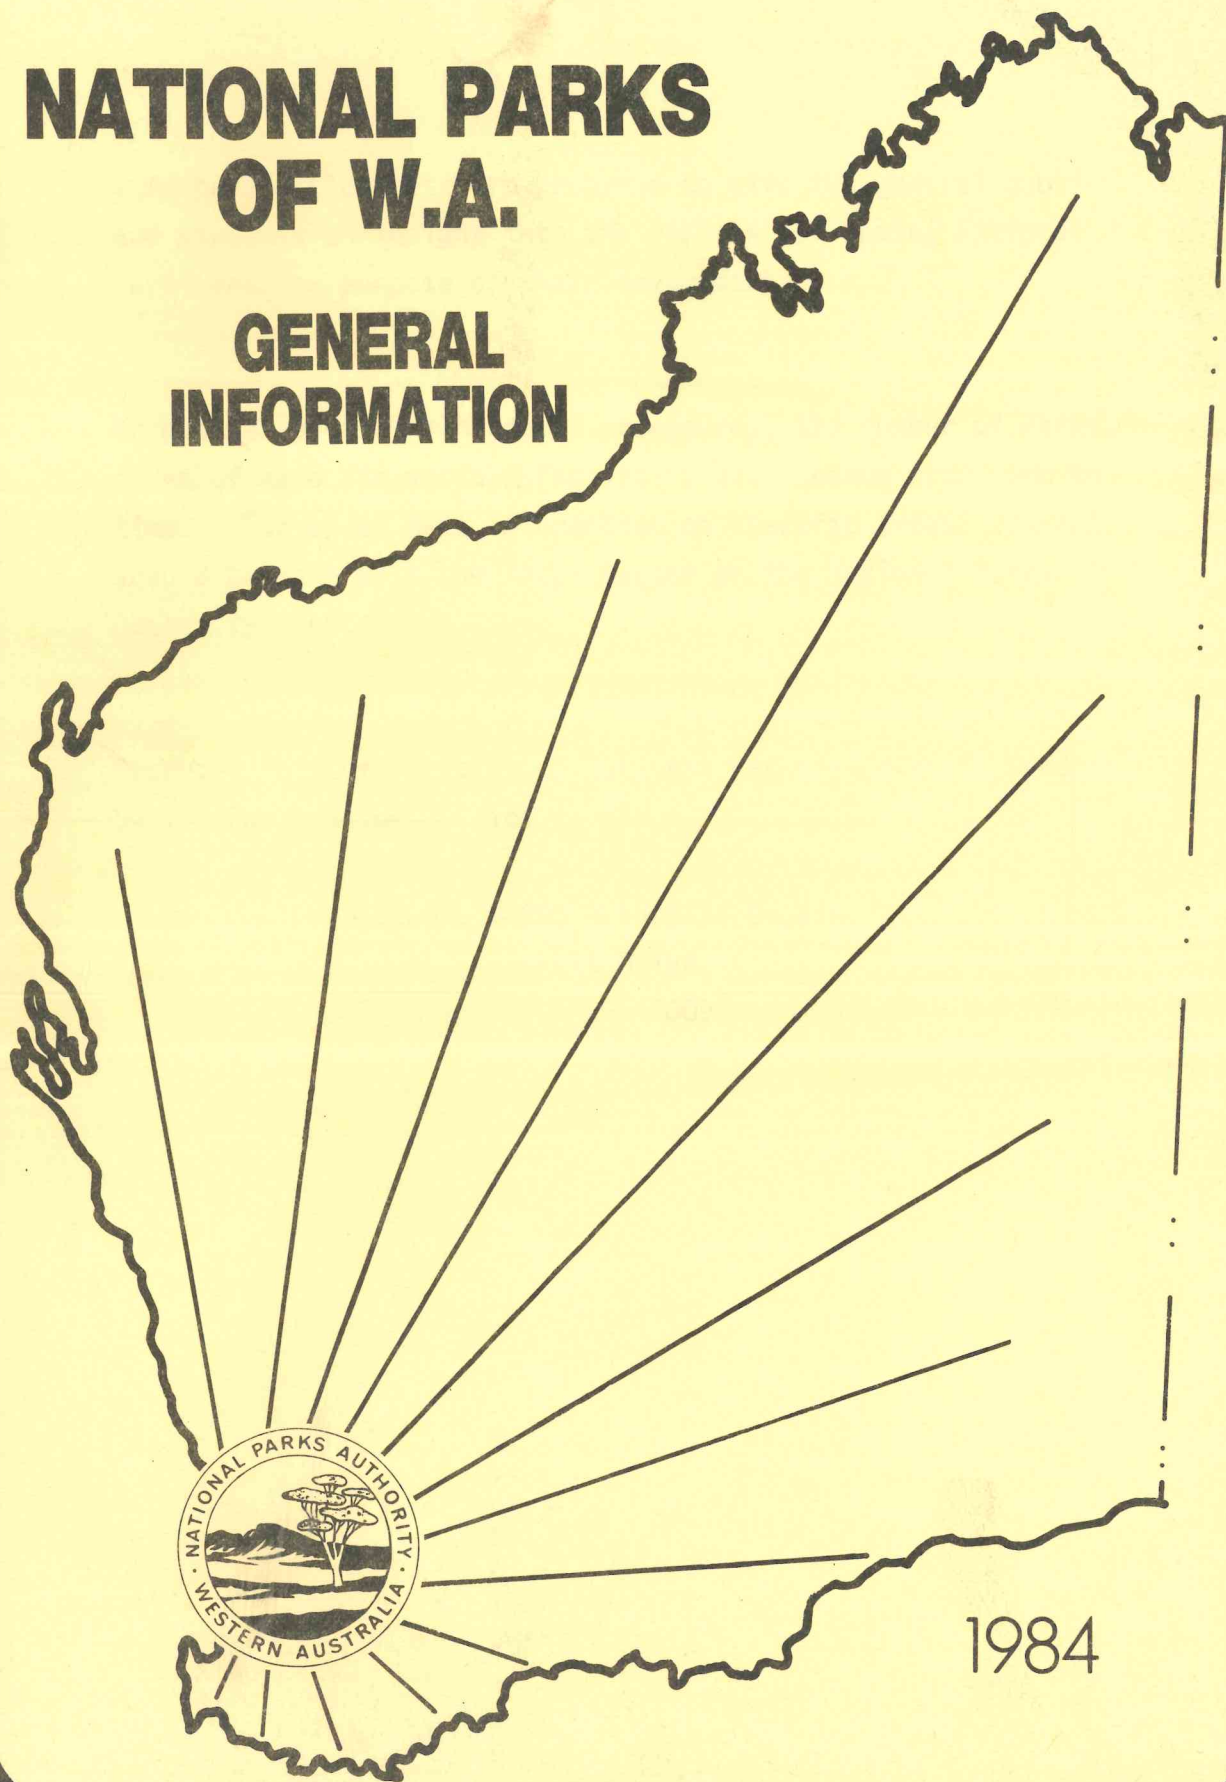 NATIONAL PARKS
OF W.A.
GENERAL
INFORMATION
· NATIONAL PARKS AUTHORITY ·
WESTERN AUSTRALIA
1984